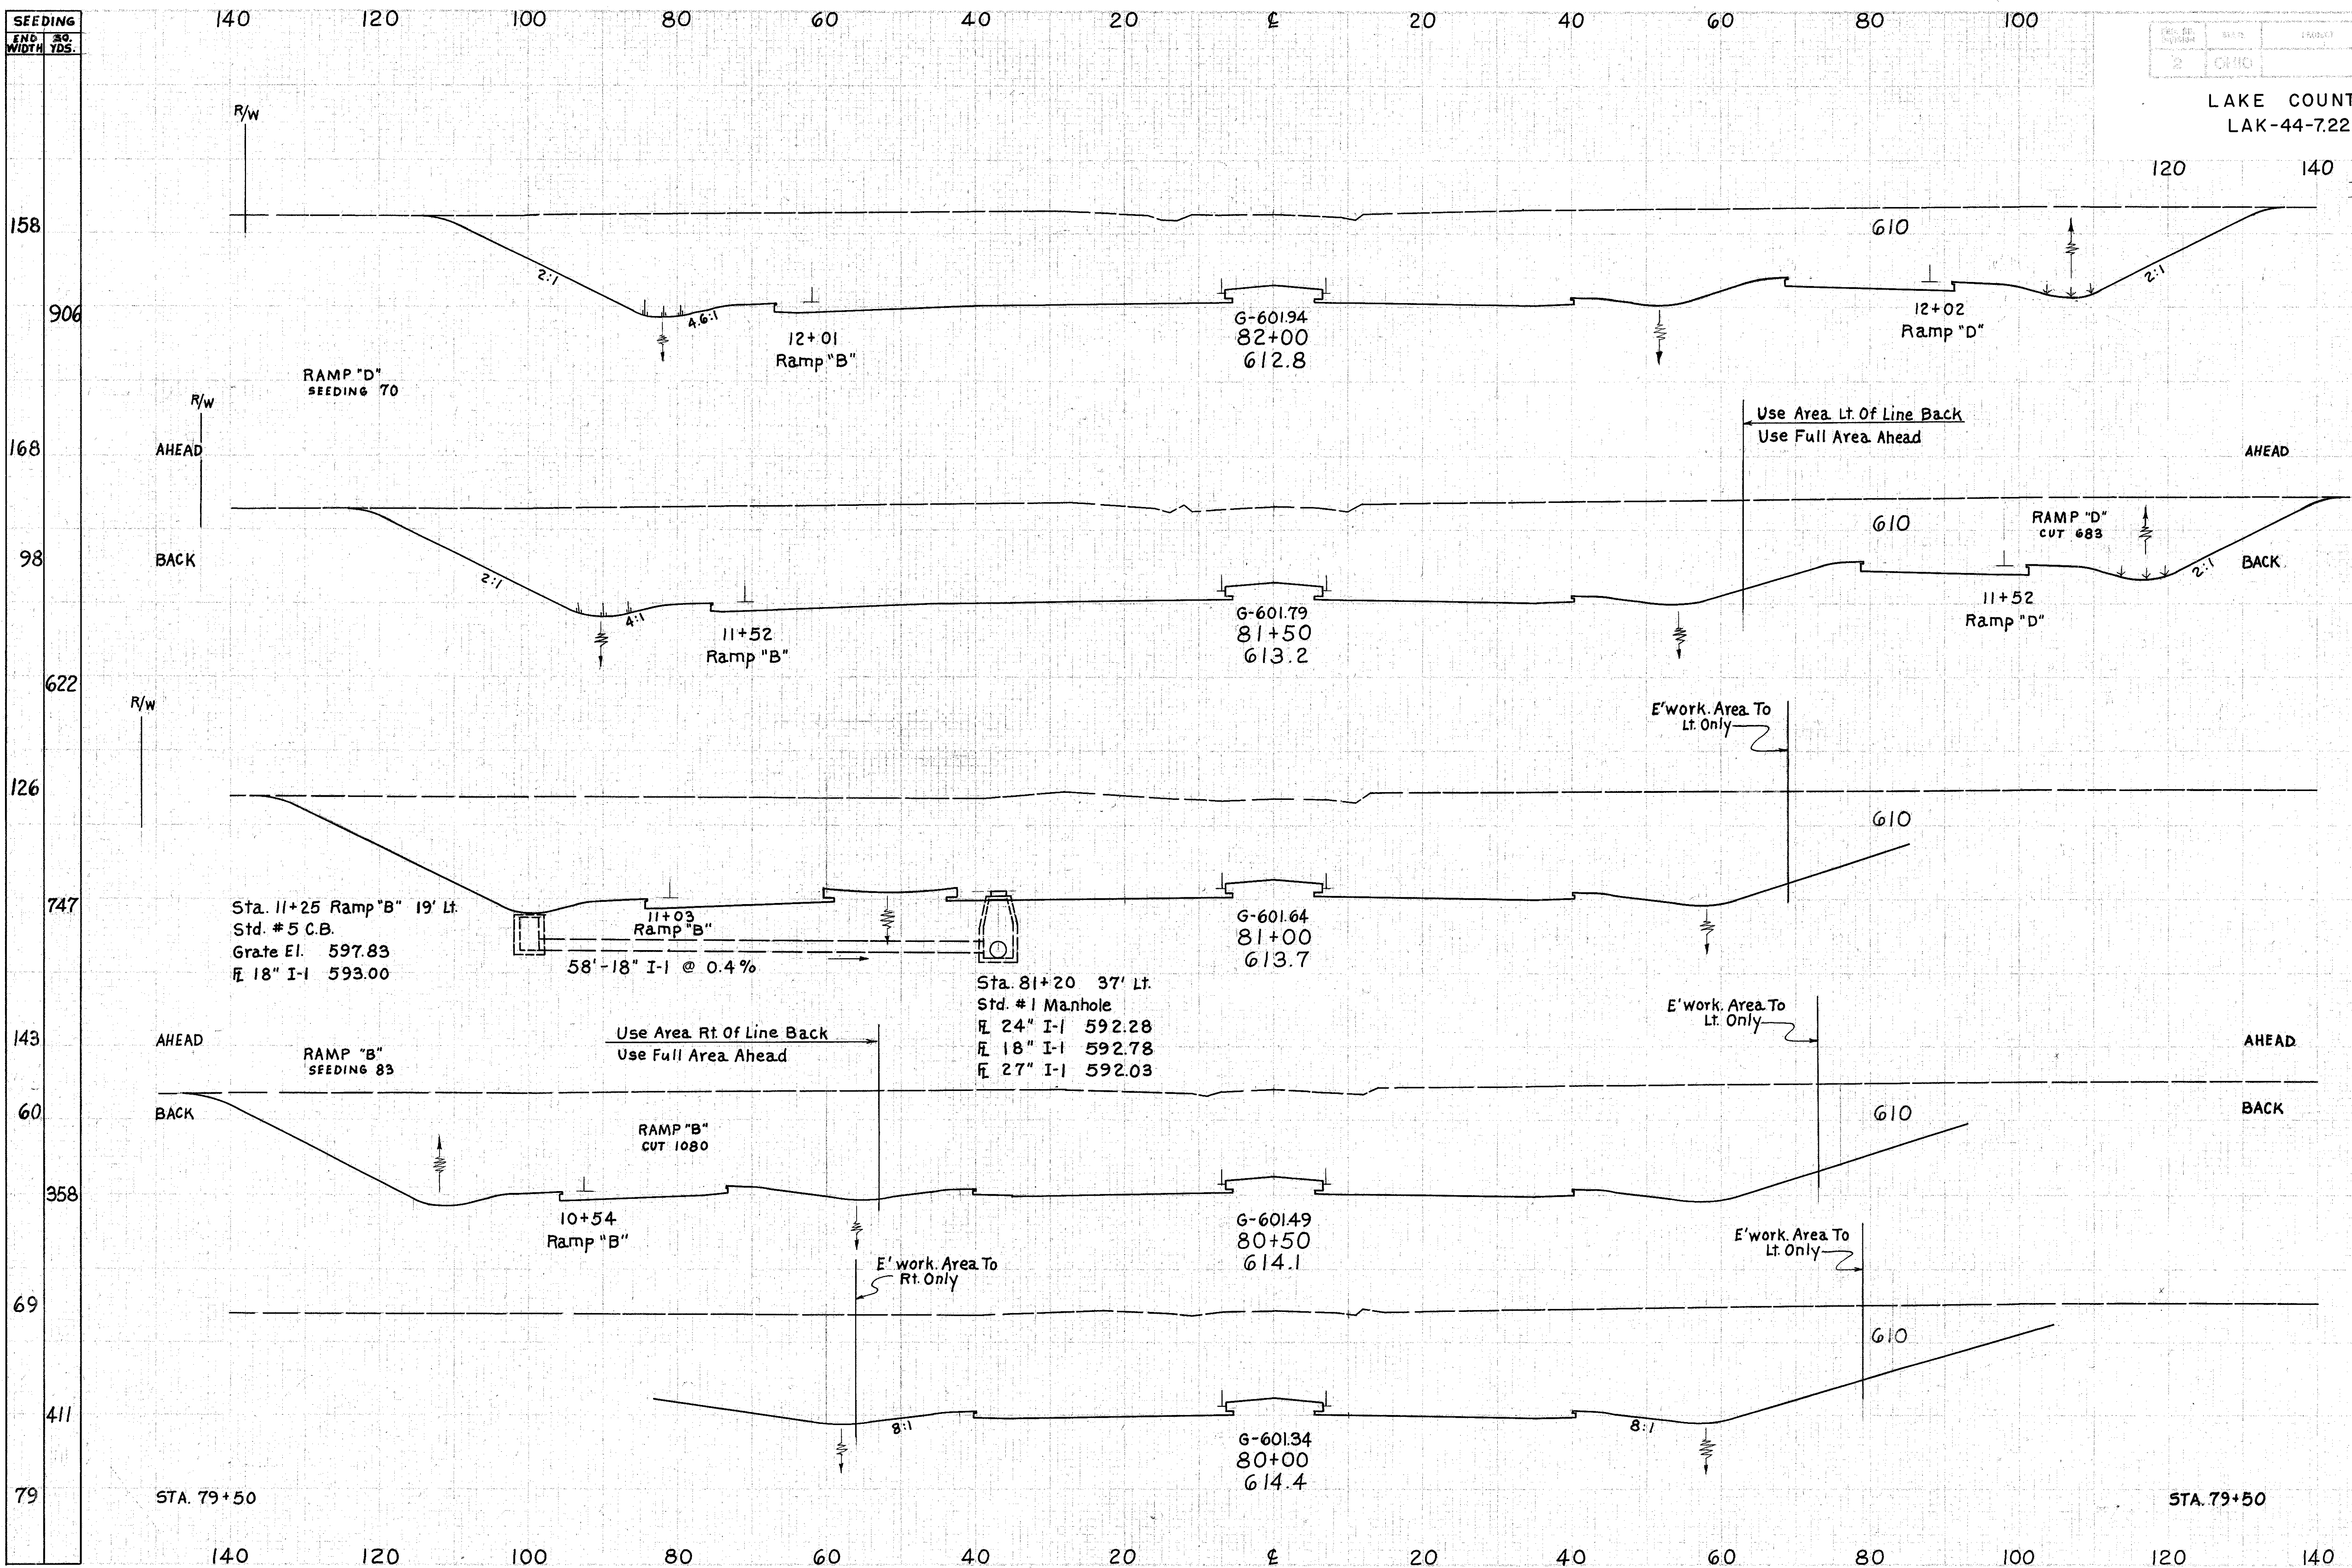 SEEDING
END WIDTH
SQ. YDS.
140 120 100 80 60 40 20 ℄ 20 40 60 80 100
2 OHIO
LAKE COUNT
LAK-44-7.22
120 140
R/W
158
610
2:1
2:1
906
4.6:1
12+01
Ramp "B"
G-601.94
82+00
612.8
12+02
Ramp "D"
RAMP "D"
SEEDING 70
R/W
Use Area Lt. Of Line Back
Use Full Area Ahead
168
AHEAD
AHEAD
610
RAMP "D"
CUT 683
98
BACK
BACK
2:1
2:1
4:1
11+52
Ramp "B"
G-601.79
81+50
613.2
11+52
Ramp "D"
622
R/W
E'work. Area To
Lt. Only
126
610
747
Sta. 11+25 Ramp "B" 19' Lt.
Std. #5 C.B.
Grate El. 597.83
℄ 18" I-1 593.00
11+03
Ramp "B"
58'-18" I-1 @ 0.4%
G-601.64
81+00
613.7
Sta. 81+20 37' Lt.
Std. #1 Manhole
FL 24" I-1 592.28
FL 18" I-1 592.78
FL 27" I-1 592.03
E'work. Area To
Lt. Only
143
AHEAD
AHEAD
RAMP "B"
SEEDING 83
Use Area Rt. Of Line Back
Use Full Area Ahead
60
BACK
BACK
RAMP "B"
CUT 1080
610
358
10+54
Ramp "B"
G-601.49
80+50
614.1
E'work. Area To
Rt. Only
E'work. Area To
Lt. Only
69
610
411
8:1
8:1
G-601.34
80+00
614.4
79
STA. 79+50
STA. 79+50
140 120 100 80 60 40 20 ℄ 20 40 60 80 100 120 140